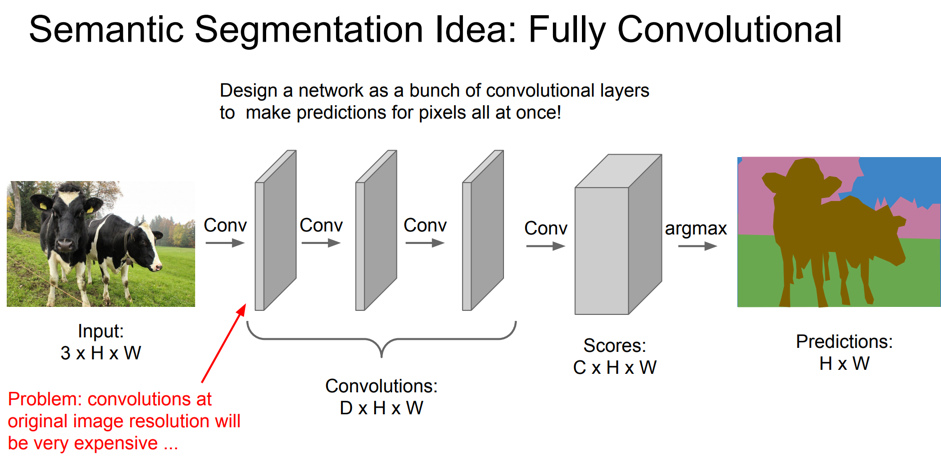 Semantic Segmentation Idea: Fully Convolutional
Design a network as a bunch of convolutional layers
to make predictions for pixels all at once!
Conv
Conv
Conv
Conv
argmax
Input:
3 x H x W
Problem: convolutions at
original image resolution will
be very expensive ...
Convolutions:
D x H x W
Scores:
C x H x W
Predictions:
H x W